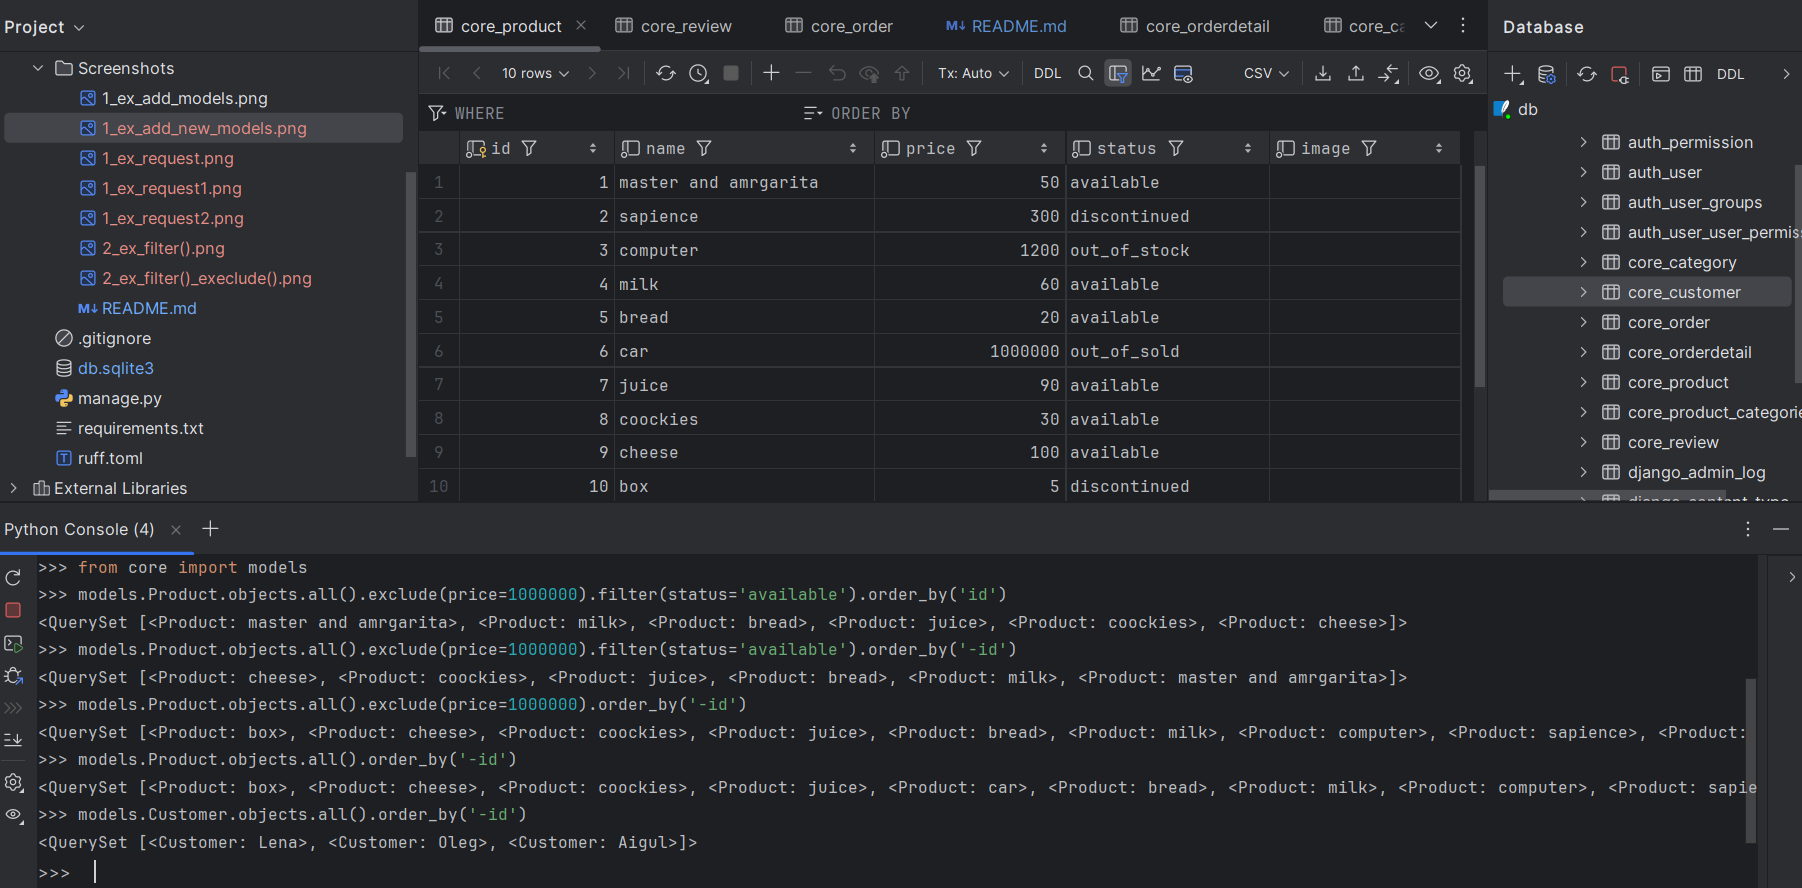 Project
Screenshots
1_ex_add_models.png
1_ex_add_new_models.png
1_ex_request.png
1_ex_request1.png
1_ex_request2.png
2_ex_filter().png
2_ex_filter()_execlude().png
M↓ README.md
.gitignore
db.sqlite3
manage.py
requirements.txt
ruff.toml
External Libraries
core_product
core_review
core_order
M↓ README.md
core_orderdetail
core_ca
10 rows
Tx: Auto
DDL
CSV
WHERE
ORDER BY
id name price status image
1 1 master and amrgarita 50 available
2 2 sapience 300 discontinued
3 3 computer 1200 out_of_stock
4 4 milk 60 available
5 5 bread 20 available
6 6 car 1000000 out_of_sold
7 7 juice 90 available
8 8 coockies 30 available
9 9 cheese 100 available
10 10 box 5 discontinued
Database
DDL
db
auth_permission
auth_user
auth_user_groups
auth_user_user_permis
core_category
core_customer
core_order
core_orderdetail
core_product
core_product_categorie
core_review
django_admin_log
django_content_type
Python Console (4)
>>> from core import models
>>> models.Product.objects.all().exclude(price=1000000).filter(status='available').order_by('id')
<QuerySet [<Product: master and amrgarita>, <Product: milk>, <Product: bread>, <Product: juice>, <Product: coockies>, <Product: cheese>]>
>>> models.Product.objects.all().exclude(price=1000000).filter(status='available').order_by('-id')
<QuerySet [<Product: cheese>, <Product: coockies>, <Product: juice>, <Product: bread>, <Product: milk>, <Product: master and amrgarita>]>
>>> models.Product.objects.all().exclude(price=1000000).order_by('-id')
<QuerySet [<Product: box>, <Product: cheese>, <Product: coockies>, <Product: juice>, <Product: bread>, <Product: milk>, <Product: computer>, <Product: sapience>, <Product:
>>> models.Product.objects.all().order_by('-id')
<QuerySet [<Product: box>, <Product: cheese>, <Product: coockies>, <Product: juice>, <Product: car>, <Product: bread>, <Product: milk>, <Product: computer>, <Product: sapie
>>> models.Customer.objects.all().order_by('-id')
<QuerySet [<Customer: Lena>, <Customer: Oleg>, <Customer: Aigul>]>
>>>